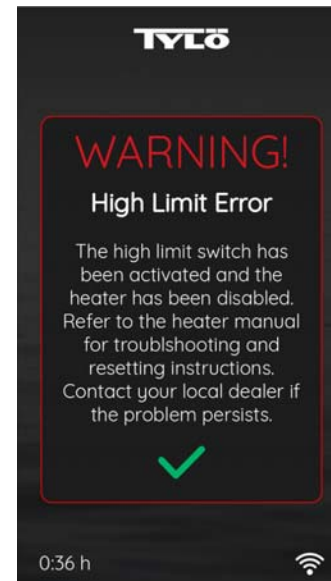 TYLÖ
WARNING!
High Limit Error
The high limit switch has
been activated and the
heater has been disabled.
Refer to the heater manual
for troublshooting and
resetting instructions.
Contact your local dealer if
the problem persists.
0:36 h